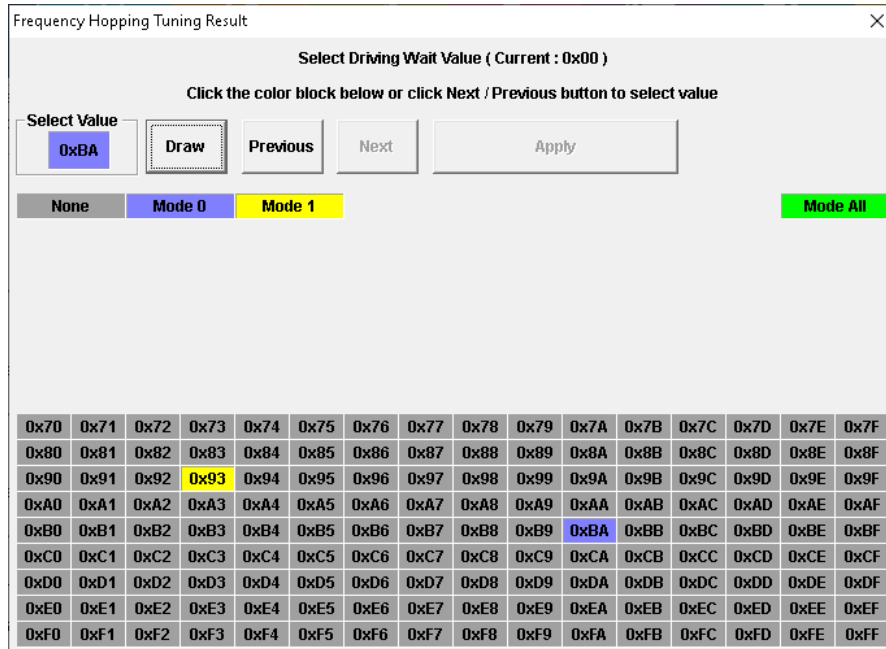 Frequency Hopping Tuning Result
Select Driving Wait Value ( Current : 0x00 )
Click the color block below or click Next / Previous button to select value
Select Value
0xBA Draw Previous Next Apply
None Mode 0 Mode 1 Mode All
0x70 0x71 0x72 0x73 0x74 0x75 0x76 0x77 0x78 0x79 0x7A 0x7B 0x7C 0x7D 0x7E 0x7F
0x80 0x81 0x82 0x83 0x84 0x85 0x86 0x87 0x88 0x89 0x8A 0x8B 0x8C 0x8D 0x8E 0x8F
0x90 0x91 0x92 0x93 0x94 0x95 0x96 0x97 0x98 0x99 0x9A 0x9B 0x9C 0x9D 0x9E 0x9F
0xA0 0xA1 0xA2 0xA3 0xA4 0xA5 0xA6 0xA7 0xA8 0xA9 0xAA 0xAB 0xAC 0xAD 0xAE 0xAF
0xB0 0xB1 0xB2 0xB3 0xB4 0xB5 0xB6 0xB7 0xB8 0xB9 0xBA 0xBB 0xBC 0xBD 0xBE 0xBF
0xC0 0xC1 0xC2 0xC3 0xC4 0xC5 0xC6 0xC7 0xC8 0xC9 0xCA 0xCB 0xCC 0xCD 0xCE 0xCF
0xD0 0xD1 0xD2 0xD3 0xD4 0xD5 0xD6 0xD7 0xD8 0xD9 0xDA 0xDB 0xDC 0xDD 0xDE 0xDF
0xE0 0xE1 0xE2 0xE3 0xE4 0xE5 0xE6 0xE7 0xE8 0xE9 0xEA 0xEB 0xEC 0xED 0xEE 0xEF
0xF0 0xF1 0xF2 0xF3 0xF4 0xF5 0xF6 0xF7 0xF8 0xF9 0xFA 0xFB 0xFC 0xFD 0xFE 0xFF